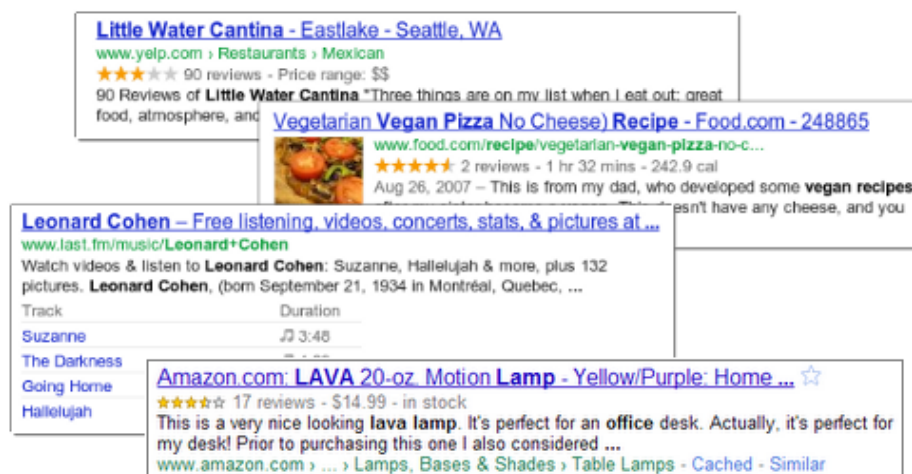 Little Water Cantina - Eastlake - Seattle, WA
www.yelp.com › Restaurants › Mexican
90 reviews - Price range: $$
90 Reviews of Little Water Cantina "Three things are on my list when I eat out: great
food, atmosphere, and
Vegetarian Vegan Pizza No Cheese) Recipe - Food.com - 248865
www.food.com/recipe/vegetarian-vegan-pizza-no-c...
2 reviews - 1 hr 32 mins - 242.9 cal
Aug 26, 2007 – This is from my dad, who developed some vegan recipes
doesn't have any cheese, and you
Leonard Cohen – Free listening, videos, concerts, stats, & pictures at ...
www.last.fm/music/Leonard+Cohen
Watch videos & listen to Leonard Cohen: Suzanne, Hallelujah & more, plus 132
pictures. Leonard Cohen, (born September 21, 1934 in Montréal, Quebec, ...
Track Duration
Suzanne 3:48
The Darkness
Going Home
Hallelujah
Amazon.com: LAVA 20-oz. Motion Lamp - Yellow/Purple: Home ...
17 reviews - $14.99 - in stock
This is a very nice looking lava lamp. It's perfect for an office desk. Actually, it's perfect for
my desk! Prior to purchasing this one I also considered ...
www.amazon.com › ... › Lamps, Bases & Shades › Table Lamps - Cached - Similar